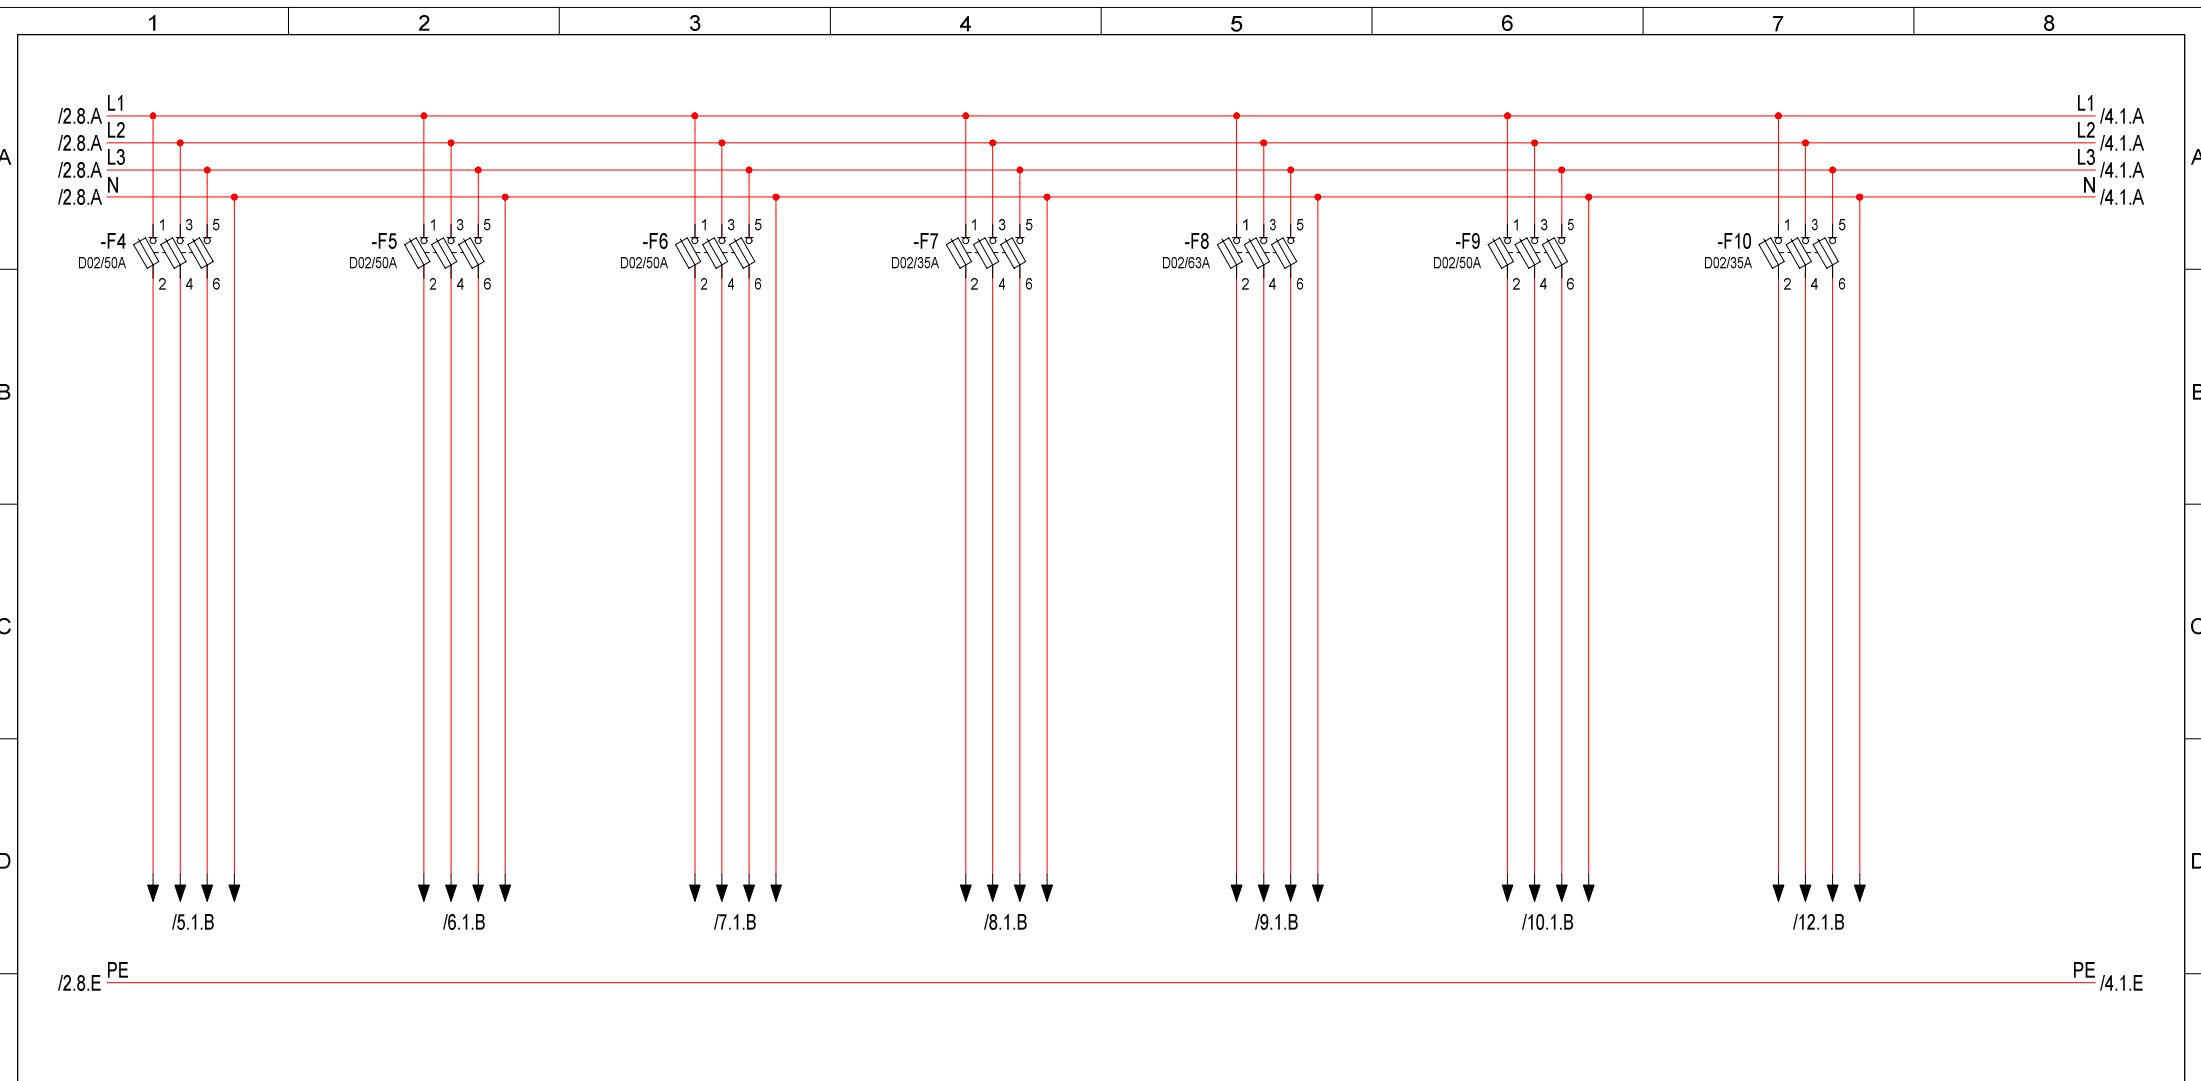 1 2 3 4 5 6 7 8
L1 L1
/2.8.A /4.1.A
L2 L2
/2.8.A /4.1.A
A L3 L3 A
/2.8.A /4.1.A
N N
/2.8.A /4.1.A
1 3 5 1 3 5 1 3 5 1 3 5 1 3 5 1 3 5 1 3 5
-F4 -F5 -F6 -F7 -F8 -F9 -F10
D02/50A D02/50A D02/50A D02/35A D02/63A D02/50A D02/35A
2 4 6 2 4 6 2 4 6 2 4 6 2 4 6 2 4 6 2 4 6
B B
C C
D D
/5.1.B /6.1.B /7.1.B /8.1.B /9.1.B /10.1.B /12.1.B
PE PE
/2.8.E /4.1.E